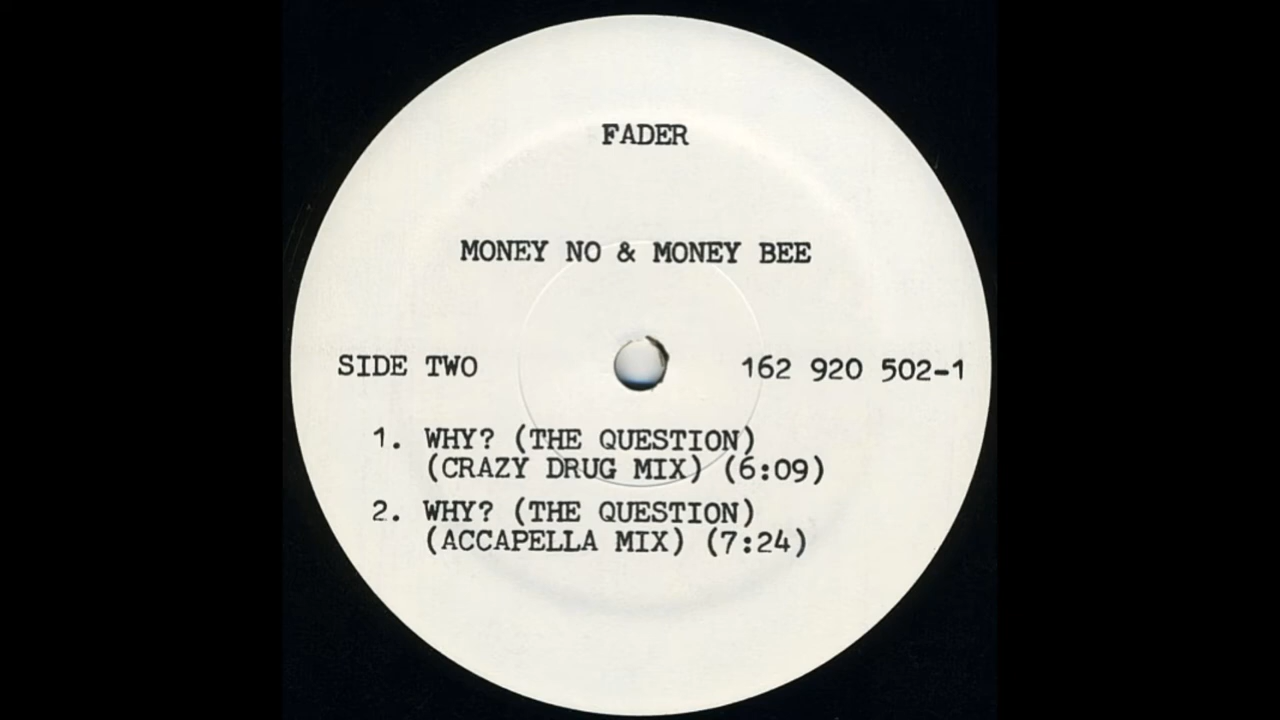 FADER
MONEY NO & MONEY BEE
SIDE TWO 162 920 502-1
1. WHY? (THE QUESTION)
(CRAZY DRUG MIX) (6:09)
2. WHY? (THE QUESTION)
(ACCAPELLA MIX) (7:24)